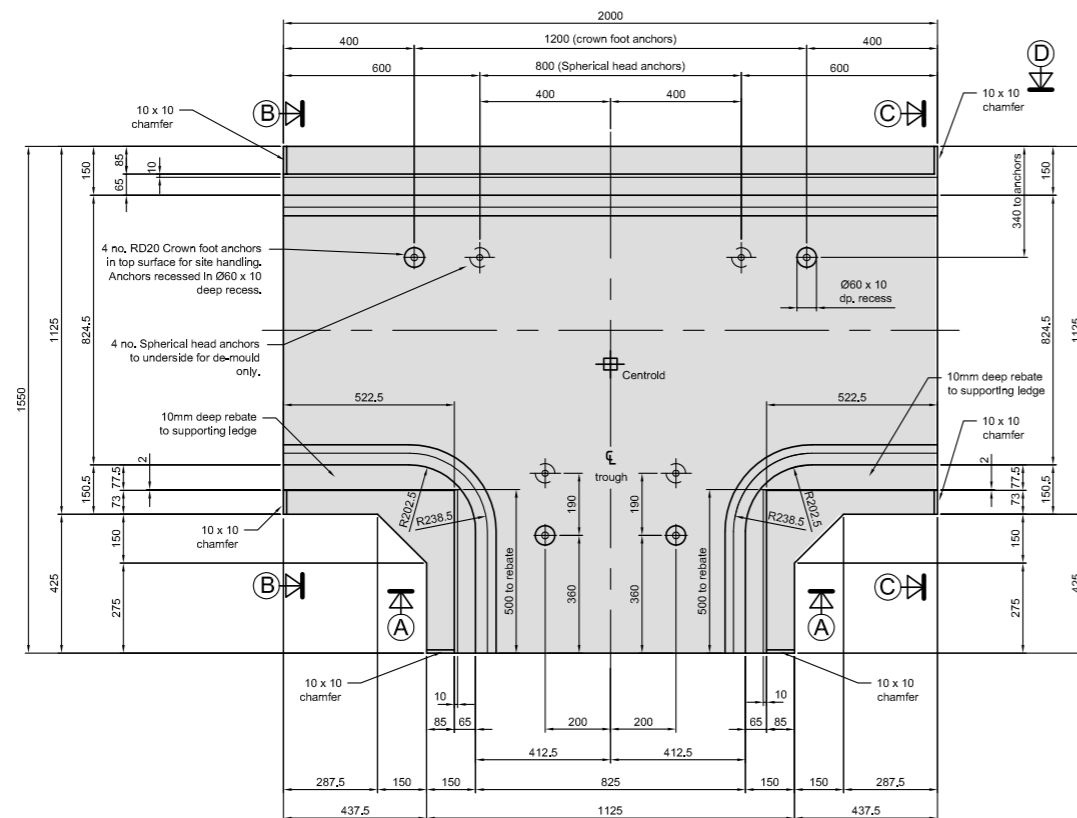 2000
400
1200 (crown foot anchors)
400
600
800 (Spherical head anchors)
600
400
400
D
10 x 10
chamfer
B
C
10 x 10
chamfer
1550
1125
150
85
65
10
824.5
150.5
77.5
73
2
425
150
275
150
340 to anchors
824.5
1125
4 no. RD20 Crown foot anchors
in top surface for site handling.
Anchors recessed in Ø60 x 10
deep recess.
Ø60 x 10
dp. recess
4 no. Spherical head anchors
to underside for de-mould
only.
Centroid
522.5
522.5
10mm deep rebate
to supporting ledge
10mm deep rebate
to supporting ledge
10 x 10
chamfer
℄
trough
R202.5
R238.5
R202.5
R238.5
190
190
500 to rebate
500 to rebate
360
360
2
77.5
73
150.5
150
275
425
10 x 10
chamfer
B
A
A
C
10 x 10
chamfer
10 x 10
chamfer
10
10
85
65
200
200
65
85
412.5
412.5
287.5
150
150
825
150
150
287.5
437.5
1125
437.5